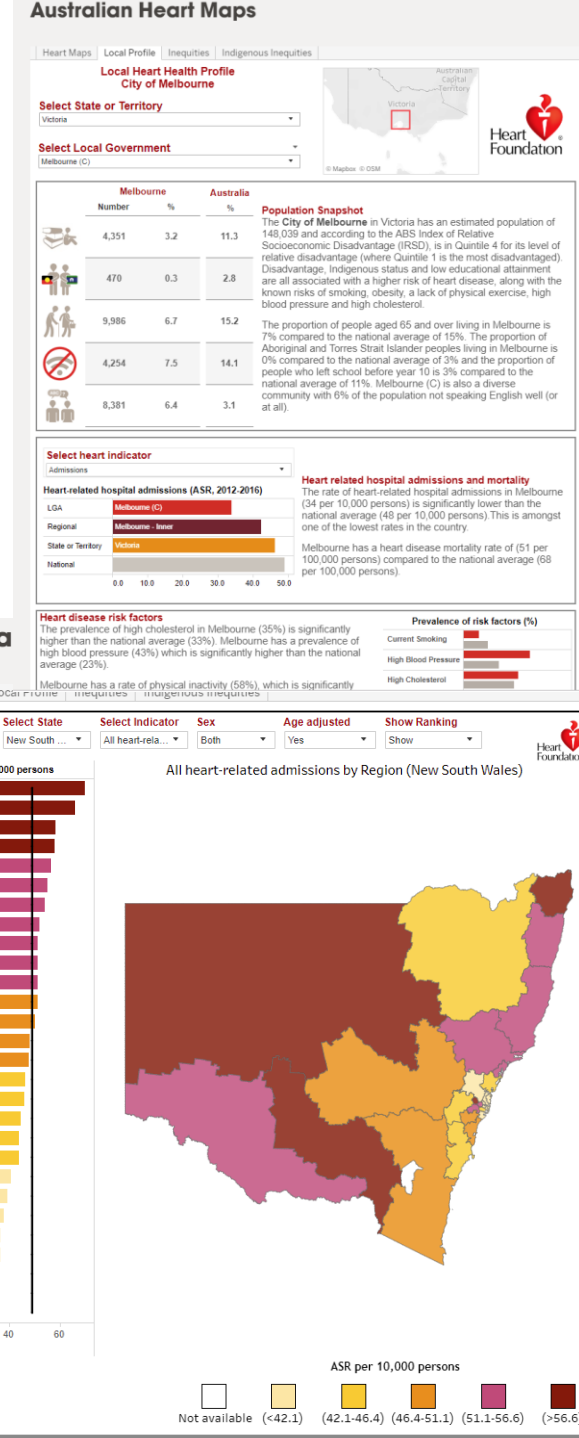 Australian Heart Maps
Heart Maps Local Profile Inequities Indigenous Inequities
Local Heart Health Profile
City of Melbourne
Select State or Territory
Victoria
Select Local Government
Melbourne (C)
Australian
Capital
Territory
Victoria
© Mapbox © OSM
Heart
Foundation
Melbourne Australia
Number % %
4,351 3.2 11.3
470 0.3 2.8
9,986 6.7 15.2
4,254 7.5 14.1
8,381 6.4 3.1
Population Snapshot
The City of Melbourne in Victoria has an estimated population of
148,039 and according to the ABS Index of Relative
Socioeconomic Disadvantage (IRSD), is in Quintile 4 for its level of
relative disadvantage (where Quintile 1 is the most disadvantaged).
Disadvantage, Indigenous status and low educational attainment
are all associated with a higher risk of heart disease, along with the
known risks of smoking, obesity, a lack of physical exercise, high
blood pressure and high cholesterol.
The proportion of people aged 65 and over living in Melbourne is
7% compared to the national average of 15%. The proportion of
Aboriginal and Torres Strait Islander peoples living in Melbourne is
0% compared to the national average of 3% and the proportion of
people who left school before year 10 is 3% compared to the
national average of 11%. Melbourne (C) is also a diverse
community with 6% of the population not speaking English well (or
at all).
Select heart indicator
Admissions
Heart-related hospital admissions (ASR, 2012-2016)
LGA Melbourne (C)
Regional Melbourne - Inner
State or Territory Victoria
National
0.0 10.0 20.0 30.0 40.0 50.0
Heart related hospital admissions and mortality
The rate of heart-related hospital admissions in Melbourne
(34 per 10,000 persons) is significantly lower than the
national average (48 per 10,000 persons).This is amongst
one of the lowest rates in the country.
Melbourne has a heart disease mortality rate of (51 per
100,000 persons) compared to the national average (68
per 100,000 persons).
Heart disease risk factors
The prevalence of high cholesterol in Melbourne (35%) is significantly
higher than the national average (33%). Melbourne has a prevalence of
high blood pressure (43%) which is significantly higher than the national
average (23%).
Melbourne has a rate of physical inactivity (58%), which is significantly
Prevalence of risk factors (%)
Current Smoking
High Blood Pressure
High Cholesterol
a
ocal Profile Inequities Indigenous Inequities
Select State Select Indicator Sex Age adjusted Show Ranking
New South ... All heart-rela... Both Yes Show
Heart
Foundatio
000 persons
All heart-related admissions by Region (New South Wales)
40 60
ASR per 10,000 persons
Not available (<42.1) (42.1-46.4) (46.4-51.1) (51.1-56.6) (>56.6